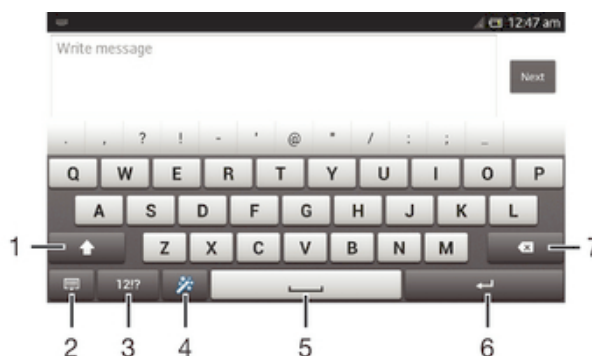 12:47 am
Write message
Next
. , ? ! - ' @ " / : ; _
Q W E R T Y U I O P
A S D F G H J K L
1 Z X C V B N M 7
12!?
2 3 4 5 6